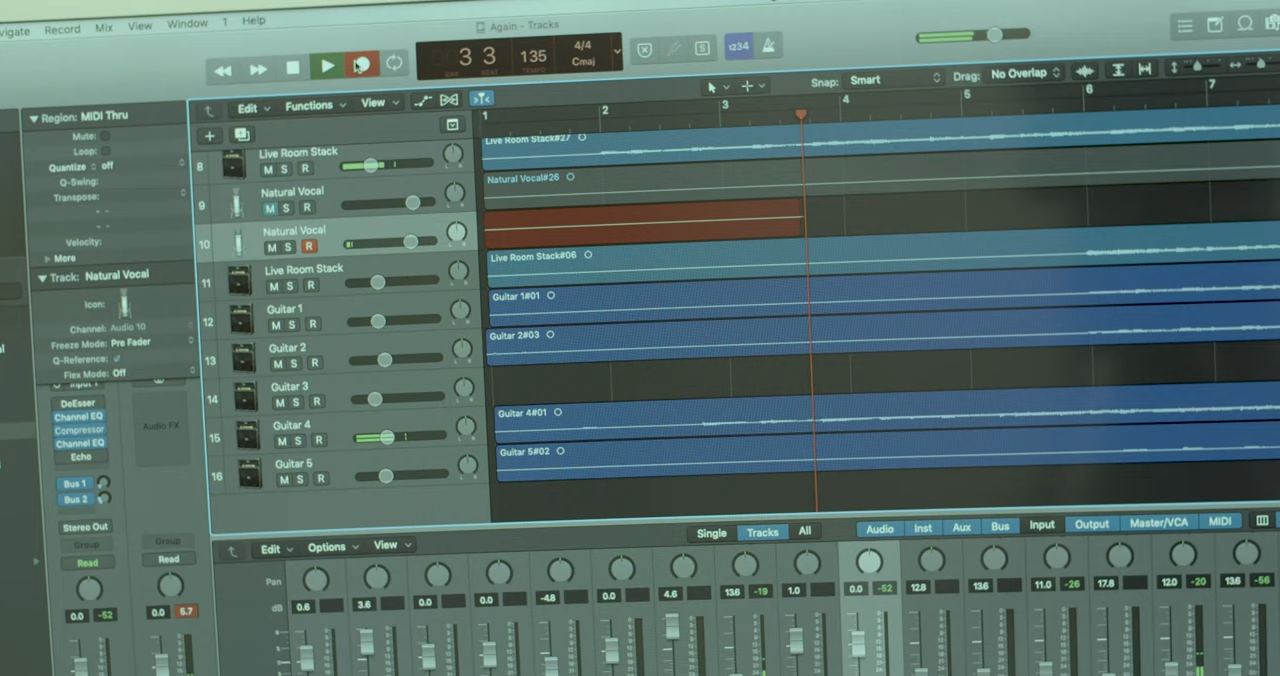 Record Mix View Window 1 Help
Again - Tracks
3 3 135 4/4 Cmaj
BAR BEAT TEMPO
S 1234
Region: MIDI Thru
Mute:
Loop:
Quantize off
Q-Swing:
Transpose:
Velocity:
More
Track: Natural Vocal
Icon:
Channel: Audio 10
Freeze Mode: Pre Fader
Q-Reference:
Flex Mode: Off
Edit Functions View
Snap: Smart Drag: No Overlap
1 2 3 4 5 6 7
8 Live Room Stack
M S R
Live Room Stack#27
9 Natural Vocal
M S R
Natural Vocal#26
10 Natural Vocal
M S R
11 Live Room Stack
M S R
Live Room Stack#06
12 Guitar 1
M S R
Guitar 1#01
13 Guitar 2
M S R
Guitar 2#03
14 Guitar 3
M S R
15 Guitar 4
M S R
Guitar 4#01
16 Guitar 5
M S R
Guitar 5#02
DeEsser
Channel EQ
Compressor
Channel EQ
Echo
Audio FX
Bus 1
Bus 2
Stereo Out
Group Group
Read Read
0.0 -52 0.0 5.7
Edit Options View
Single Tracks All
Audio Inst Aux Bus Input Output Master/VCA MIDI
Pan
dB
0.6 3.6 0.0 0.0 -4.8 0.0 4.6 13.6 -19 1.0 0.0 -52 12.8 13.6 11.0 -26 17.8 12.0 -20 13.6 -56